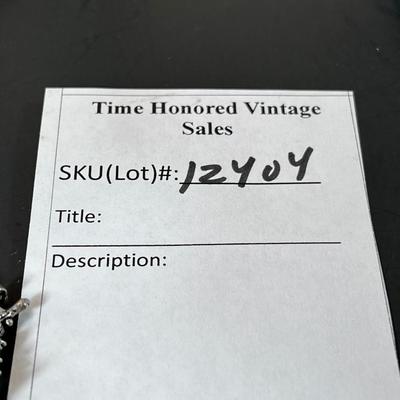 Time Honored Vintage
Sales
SKU(Lot)#: 12404
Title:
Description: